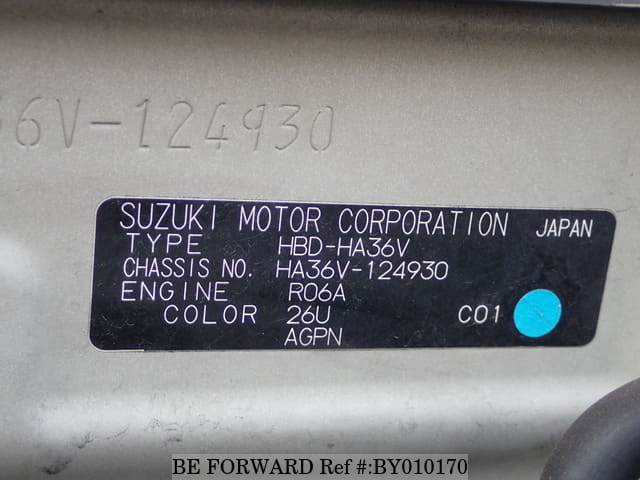 6V-124930
SUZUKI MOTOR CORPORATION JAPAN
TYPE HBD-HA36V
CHASSIS NO. HA36V-124930
ENGINE R06A
COLOR 26U C01
AGPN
BE FORWARD Ref #:BY010170